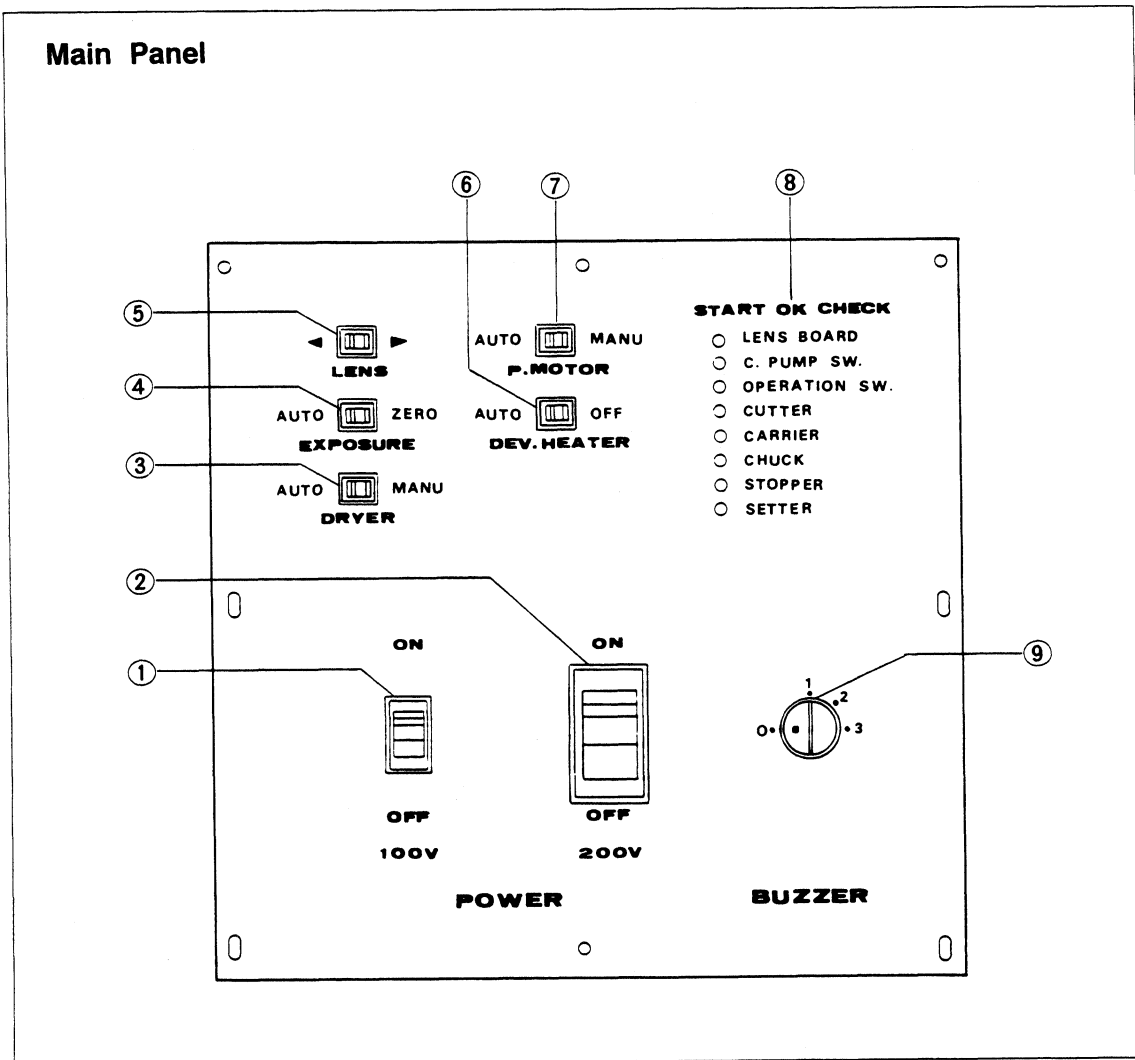 Main Panel
⑥ ⑦ ⑧
START OK CHECK
LENS BOARD
C. PUMP SW.
OPERATION SW.
CUTTER
CARRIER
CHUCK
STOPPER
SETTER
⑤
◄ ►
LENS
AUTO MANU
P.MOTOR
④
AUTO ZERO
EXPOSURE
AUTO OFF
DEV.HEATER
③
AUTO MANU
DRYER
②
ON ON
①
OFF OFF
100V 200V
POWER
⑨
1
2
0 3
BUZZER